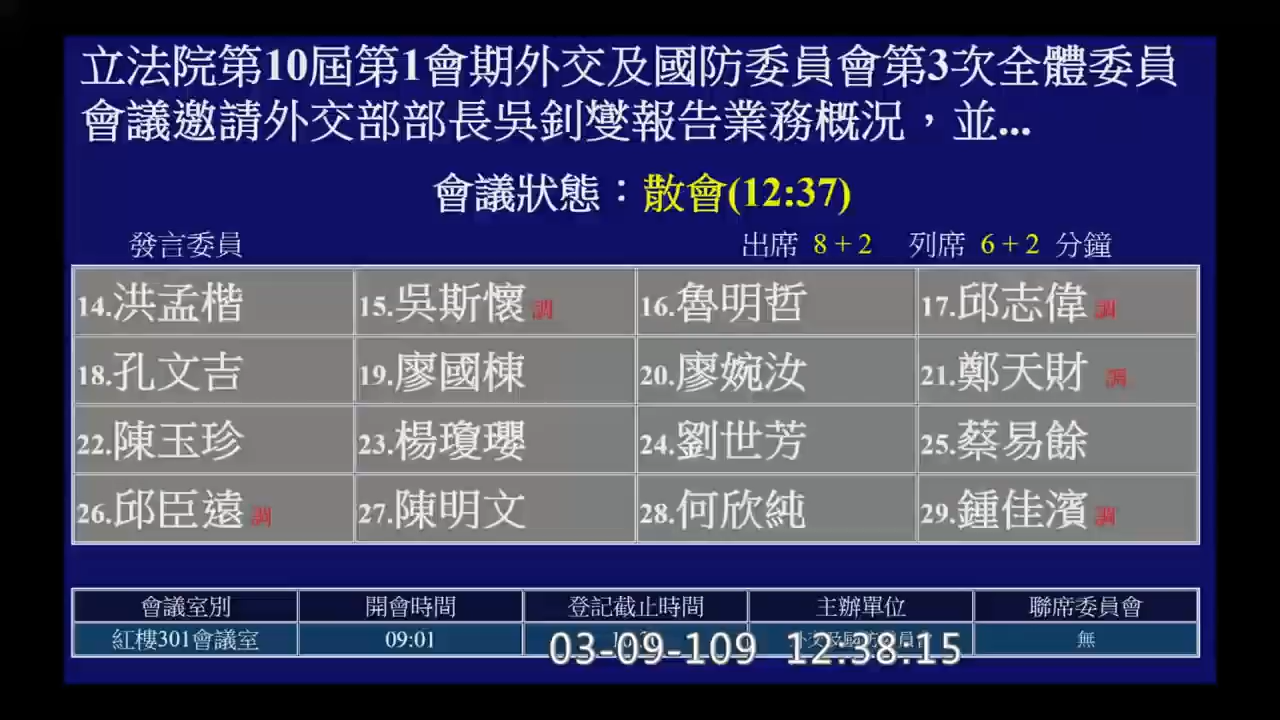 立法院第10屆第1會期外交及國防委員會第3次全體委員
會議邀請外交部部長吳釗燮報告業務概況，並...
會議狀態：散會(12:37)
發言委員 出席 8+2 列席 6+2 分鐘
14.洪孟楷 15.吳斯懷 調 16.魯明哲 17.邱志偉 調
18.孔文吉 19.廖國棟 20.廖婉汝 21.鄭天財 調
22.陳玉珍 23.楊瓊瓔 24.劉世芳 25.蔡易餘
26.邱臣遠 調 27.陳明文 28.何欣純 29.鍾佳濱 調
會議室別 開會時間 登記截止時間 主辦單位 聯席委員會
紅樓301會議室 09:01 外交及國防委員會 無
03-09-109 12:38:15